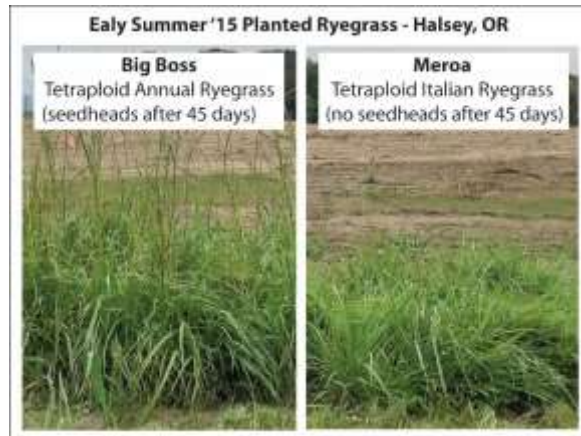 Ealy Summer '15 Planted Ryegrass - Halsey, OR
Big Boss
Tetraploid Annual Ryegrass
(seedheads after 45 days)
Meroa
Tetraploid Italian Ryegrass
(no seedheads after 45 days)